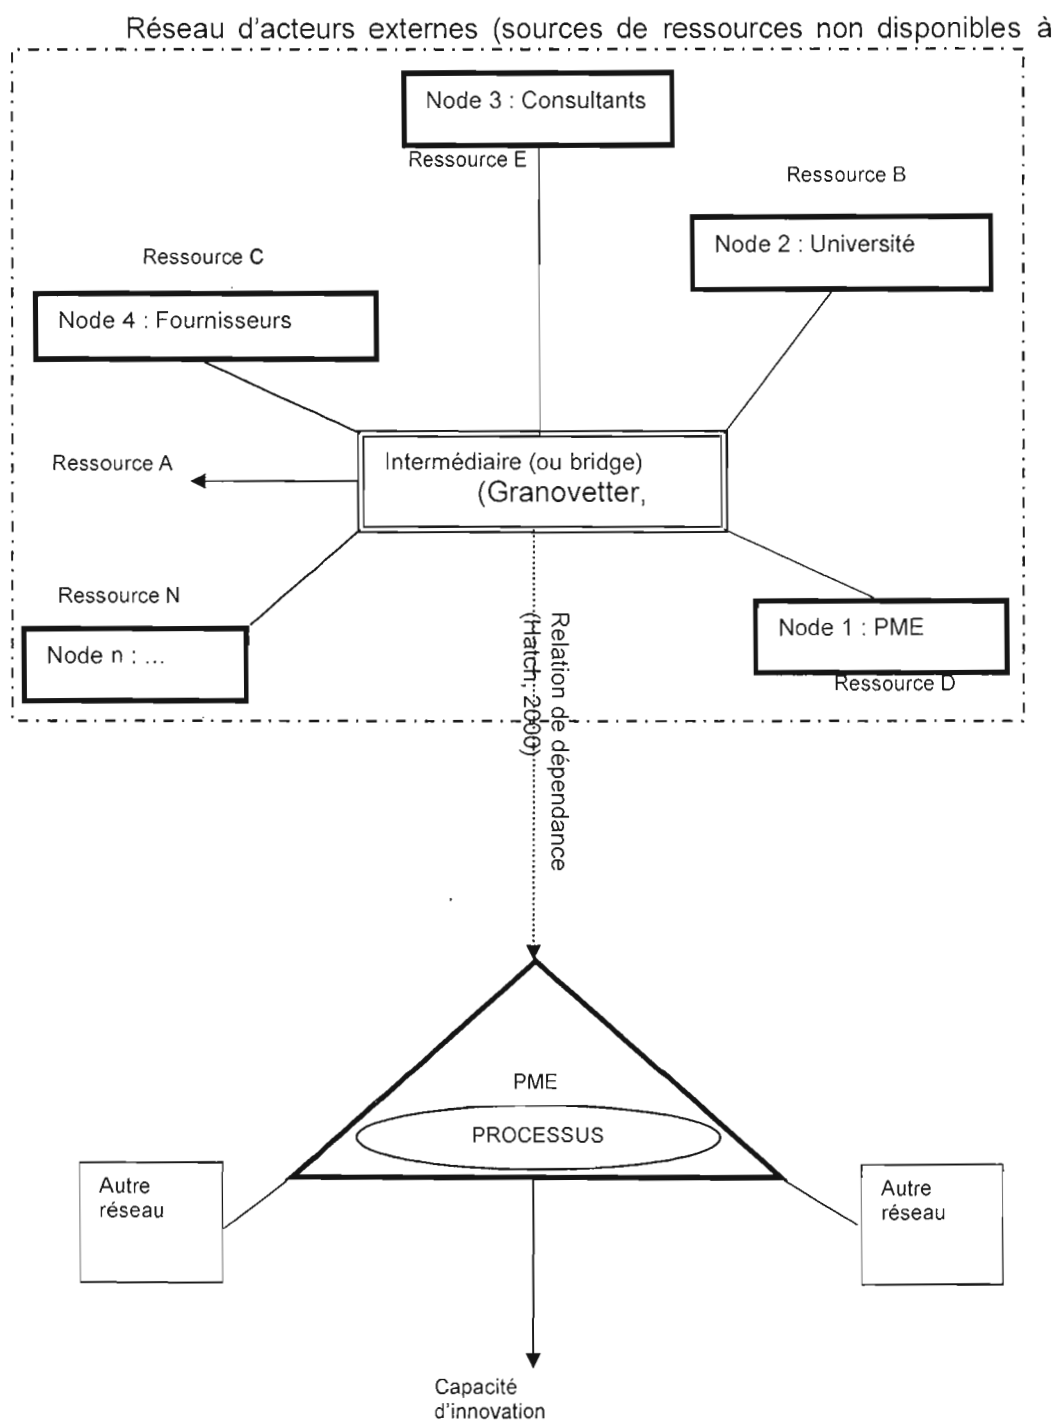 Réseau d'acteurs externes (sources de ressources non disponibles à
Node 3 : Consultants
Ressource E
Ressource B
Node 2 : Université
Ressource C
Node 4 : Fournisseurs
Intermédiaire (ou bridge)
(Granovetter,
Ressource A
Ressource N
Node n : ...
Node 1 : PME
Ressource D
Relation de dépendance
(Hatch, 2000)
PME
PROCESSUS
Autre
réseau
Autre
réseau
Capacité
d'innovation